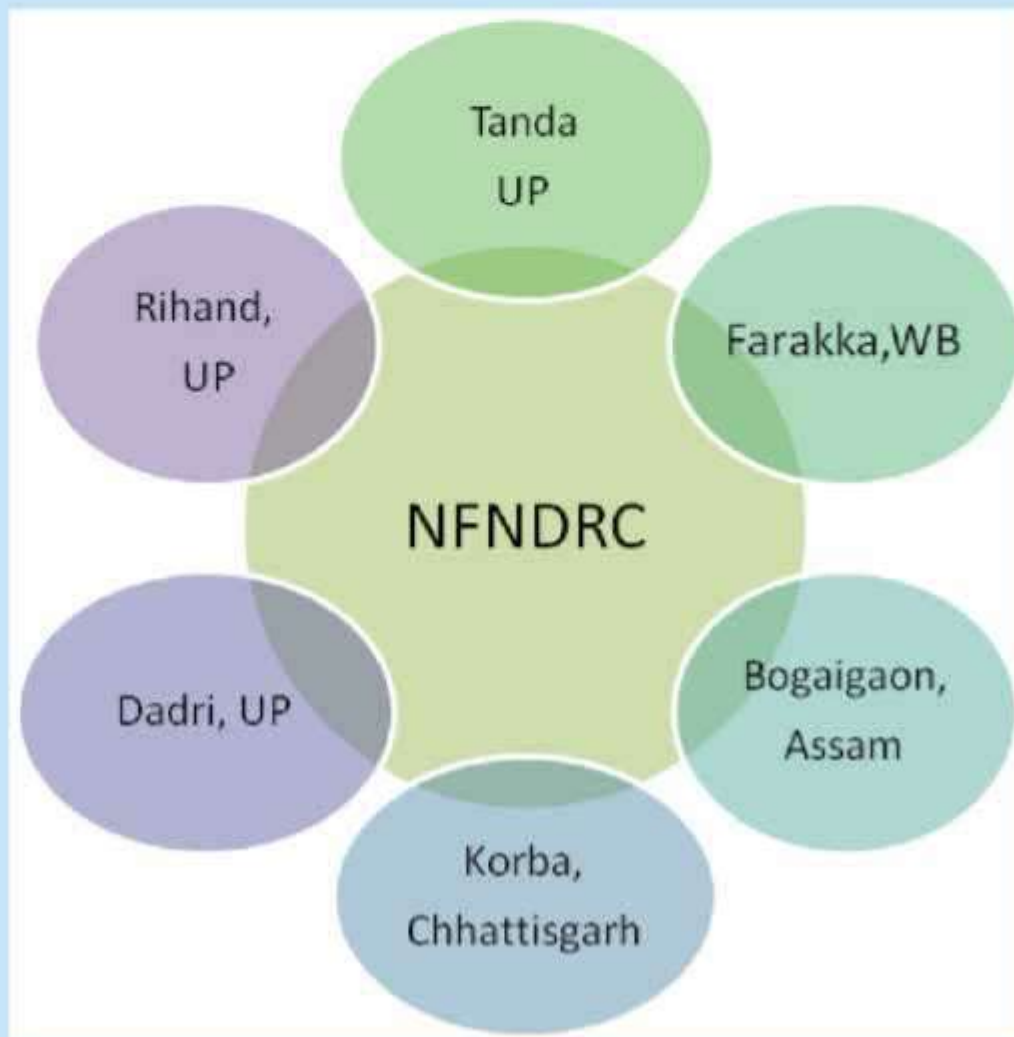 Tanda
UP
Farakka,WB
Bogaigaon,
Assam
Korba,
Chhattisgarh
Dadri, UP
Rihand,
UP
NFNDRC